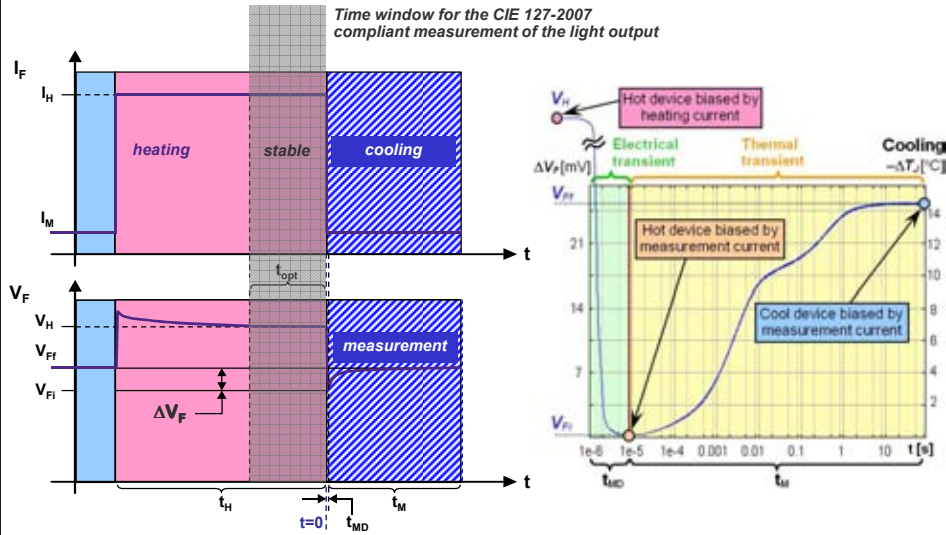 Time window for the CIE 127-2007
compliant measurement of the light output
I_F
I_H
heating
stable
cooling
I_M
t
t_opt
V_F
V_H
measurement
V_Ff
V_Fi
ΔV_F
t
t_H
t_M
t=0
t_MD
V_H
Hot device biased by
heating current
Electrical
transient
Thermal
transient
Cooling
ΔV_F [mV]
-ΔT_J [°C]
V_Ff
14
21
Hot device biased by
measurement current
12
10
14
8
Cool device biased by
measurement current
6
7
4
2
V_Fi
1e-6
1e-5
1e-4
0.001
0.01
0.1
1
10
t [s]
t_MD
t_M